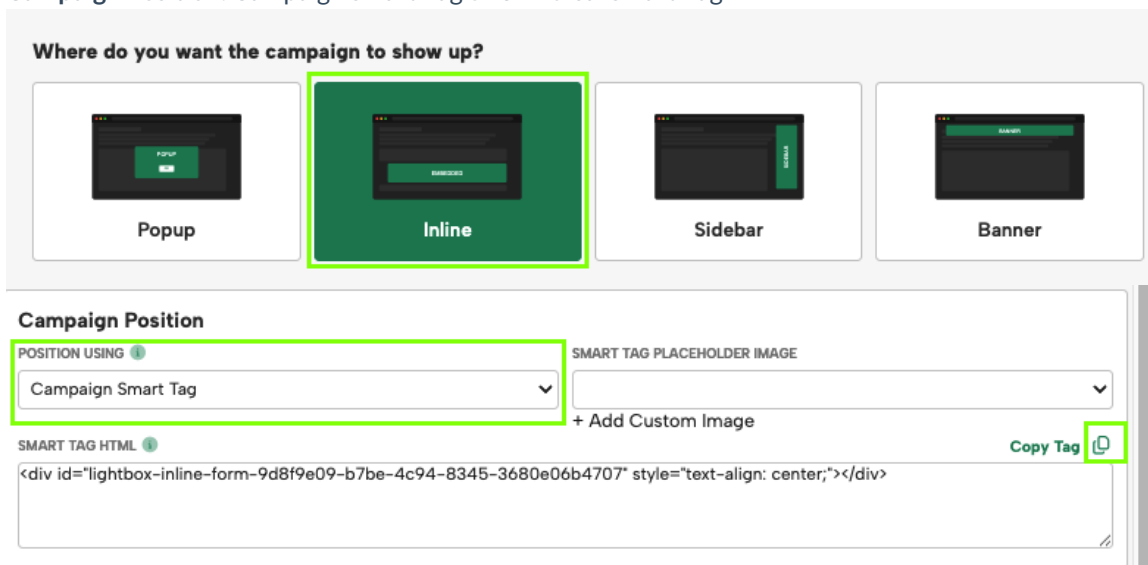 Where do you want the campaign to show up?
POPUP
EMBEDDED
SIDEBAR
BANNER
Popup
Inline
Sidebar
Banner
Campaign Position
POSITION USING
SMART TAG PLACEHOLDER IMAGE
Campaign Smart Tag
+ Add Custom Image
SMART TAG HTML
Copy Tag
<div id="lightbox-inline-form-9d8f9e09-b7be-4c94-8345-3680e06b4707" style="text-align: center;"></div>